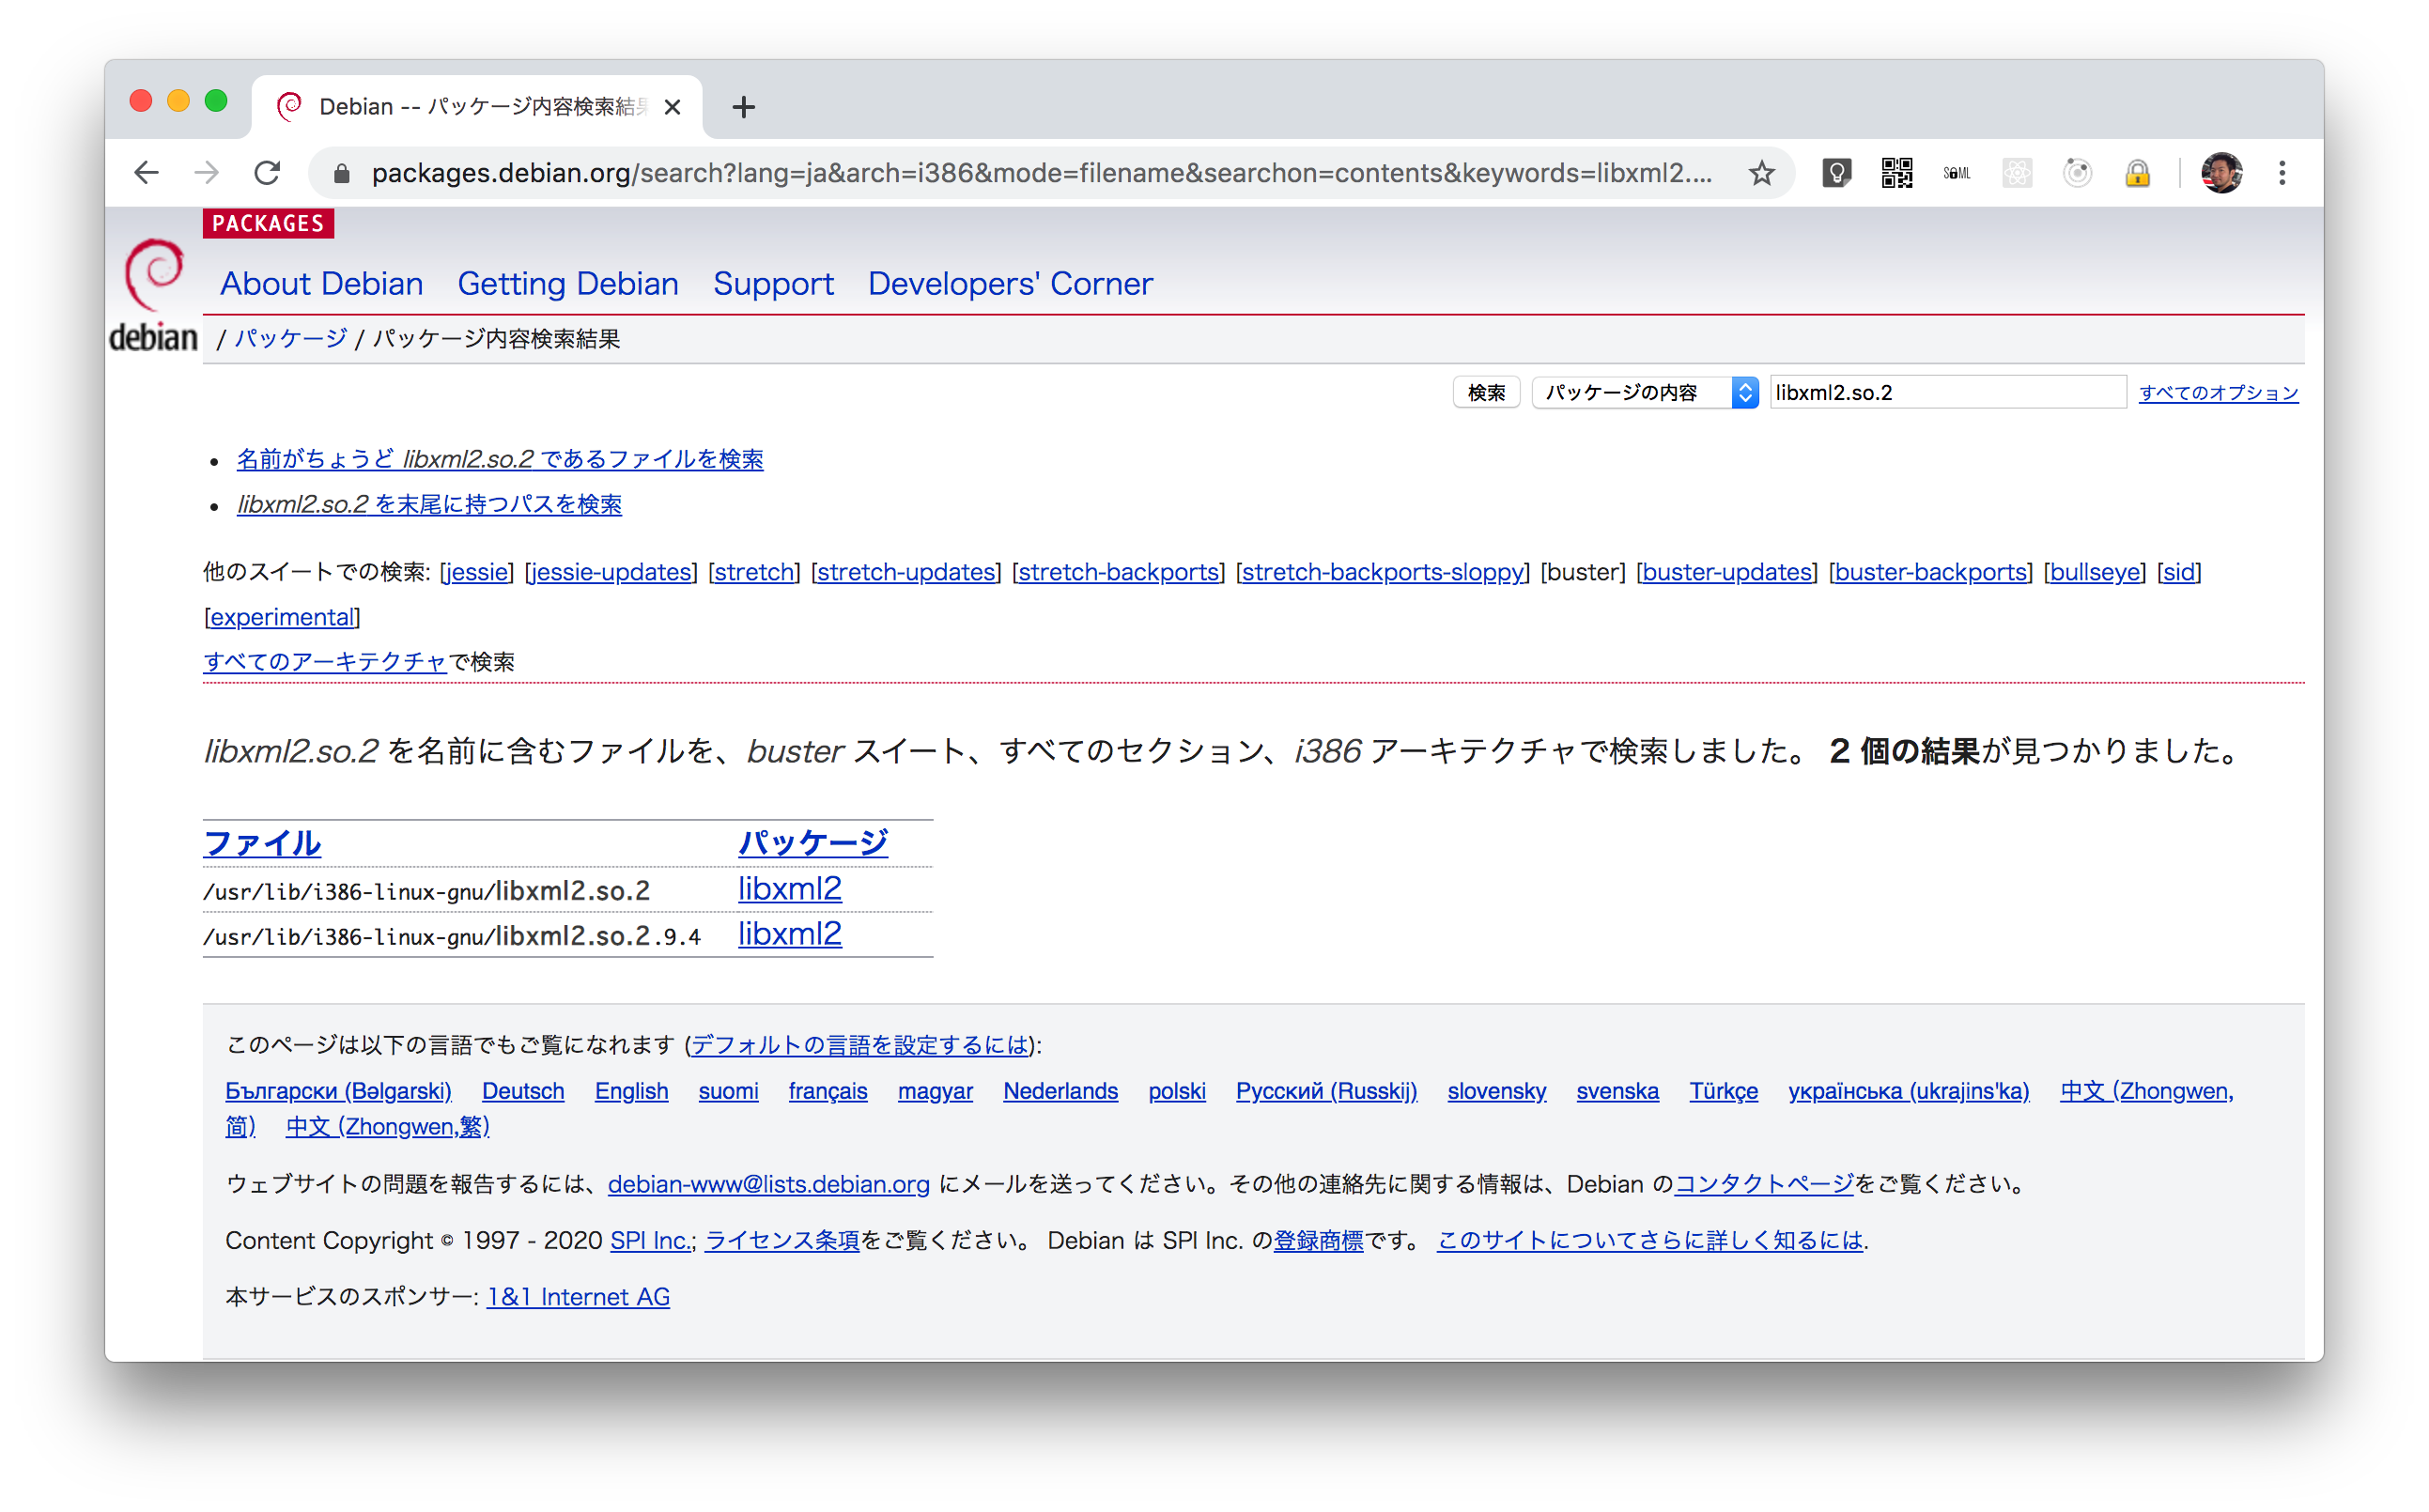 Debian -- パッケージ内容検索結果
packages.debian.org/search?lang=ja&arch=i386&mode=filename&searchon=contents&keywords=libxml2....
SAML
PACKAGES
debian
About Debian Getting Debian Support Developers' Corner
/ パッケージ / パッケージ内容検索結果
検索 パッケージの内容 libxml2.so.2 すべてのオプション
• 名前がちょうど libxml2.so.2 であるファイルを検索
• libxml2.so.2 を末尾に持つパスを検索
他のスイートでの検索: [jessie] [jessie-updates] [stretch] [stretch-updates] [stretch-backports] [stretch-backports-sloppy] [buster] [buster-updates] [buster-backports] [bullseye] [sid]
[experimental]
すべてのアーキテクチャで検索
libxml2.so.2 を名前に含むファイルを、buster スイート、すべてのセクション、i386 アーキテクチャで検索しました。 2 個の結果が見つかりました。
ファイル パッケージ
/usr/lib/i386-linux-gnu/libxml2.so.2 libxml2
/usr/lib/i386-linux-gnu/libxml2.so.2.9.4 libxml2
このページは以下の言語でもご覧になれます (デフォルトの言語を設定するには):
Български (Bəlgarski) Deutsch English suomi français magyar Nederlands polski Русский (Russkij) slovensky svenska Türkçe українська (ukrajins'ka) 中文 (Zhongwen,
简) 中文 (Zhongwen,繁)
ウェブサイトの問題を報告するには、debian-www@lists.debian.org にメールを送ってください。その他の連絡先に関する情報は、Debian のコンタクトページをご覧ください。
Content Copyright © 1997 - 2020 SPI Inc.; ライセンス条項をご覧ください。 Debian は SPI Inc. の登録商標です。 このサイトについてさらに詳しく知るには.
本サービスのスポンサー: 1&1 Internet AG